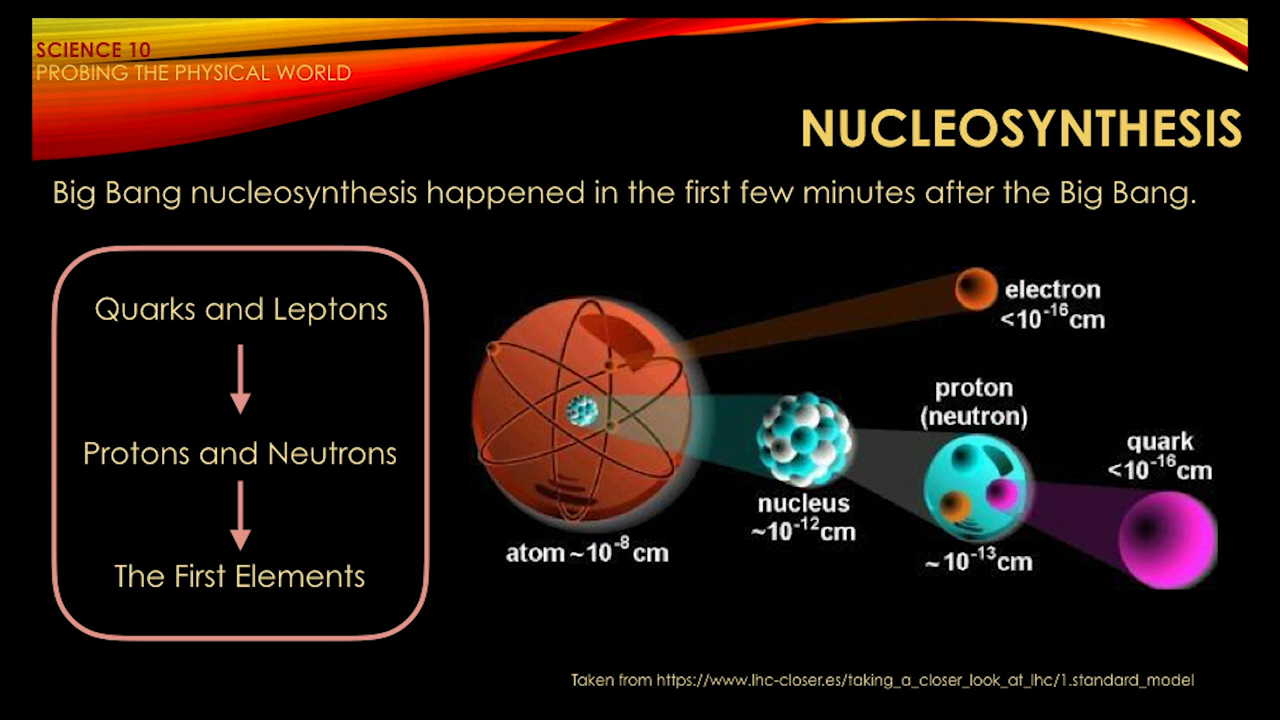 SCIENCE 10
PROBING THE PHYSICAL WORLD
NUCLEOSYNTHESIS
Big Bang nucleosynthesis happened in the first few minutes after the Big Bang.
Quarks and Leptons
Protons and Neutrons
The First Elements
electron
<10⁻¹⁶cm
proton
(neutron)
quark
<10⁻¹⁶cm
nucleus
~10⁻¹²cm
atom ~10⁻⁸ cm
~10⁻¹³cm
Taken from https://www.lhc-closer.es/taking_a_closer_look_at_lhc/1.standard_model